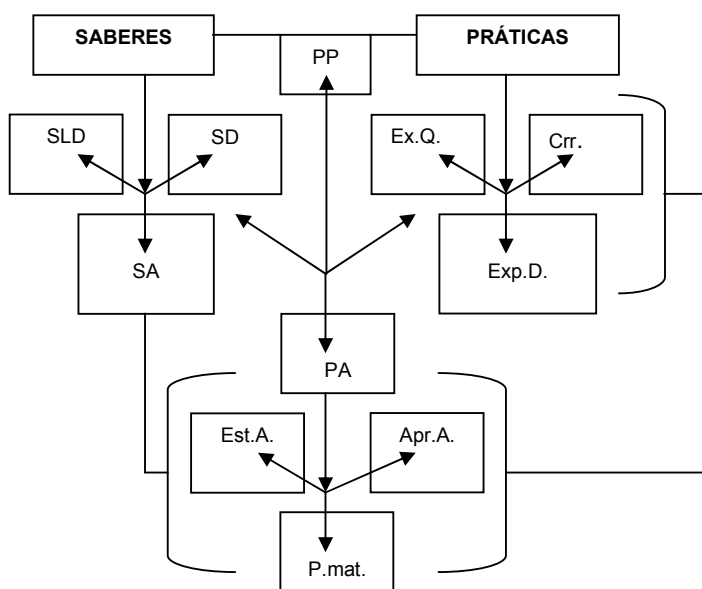 SABERES
PP
PRÁTICAS
SLD
SD
Ex.Q.
Crr.
SA
Exp.D.
PA
Est.A.
Apr.A.
P.mat.